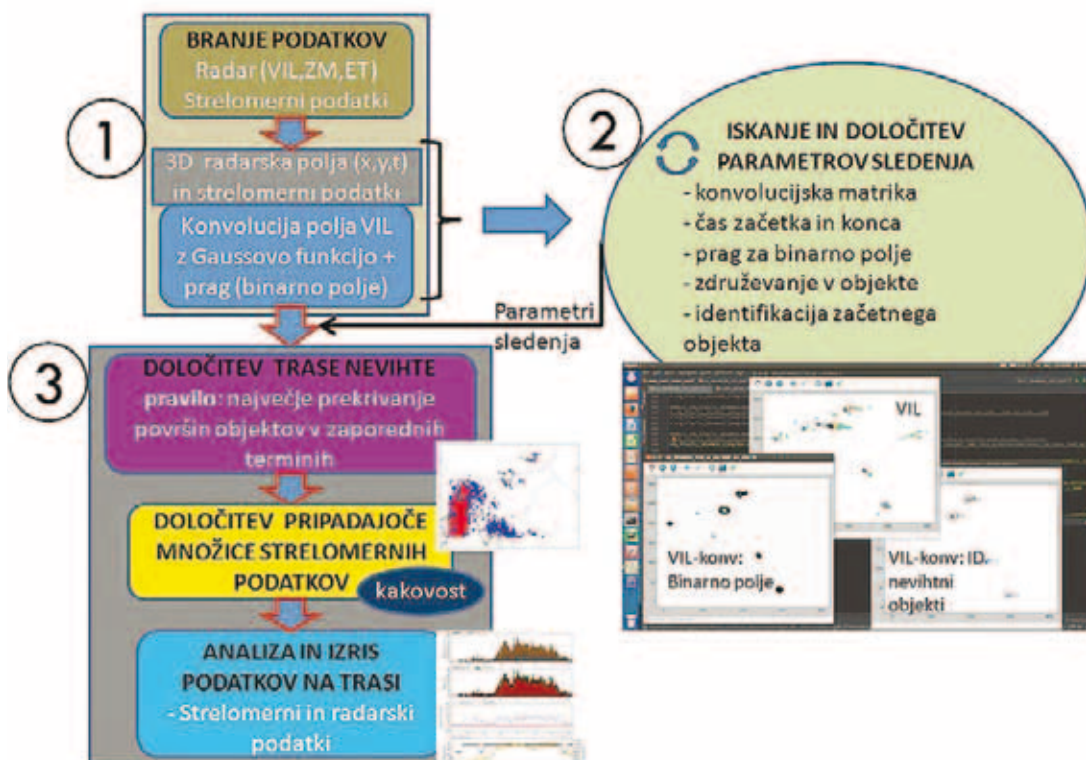 1
BRANJE PODATKOV
Radar (VIL,ZM,ET)
Strelomerni podatki
3D radarska polja (x,y,t)
in strelomerni podatki
Konvolucija polja VIL
z Gaussovo funkcijo +
prag (binarno polje)
2
ISKANJE IN DOLOČITEV
PARAMETROV SLEDENJA
- konvolucijska matrika
- čas začetka in konca
- prag za binarno polje
- združevanje v objekte
- identifikacija začetnega
objekta
Parametri
sledenja
VIL
VIL-konv:
Binarno polje
VIL-konv: ID.
nevihtni
objekti
3
DOLOČITEV TRASE NEVIHTE
pravilo: največje prekrivanje
površin objektov v zaporednih
terminih
DOLOČITEV PRIPADAJOČE
MNOŽICE STRELOMERNIH
PODATKOV
kakovost
ANALIZA IN IZRIS
PODATKOV NA TRASI
- Strelomerni in radarski
podatki